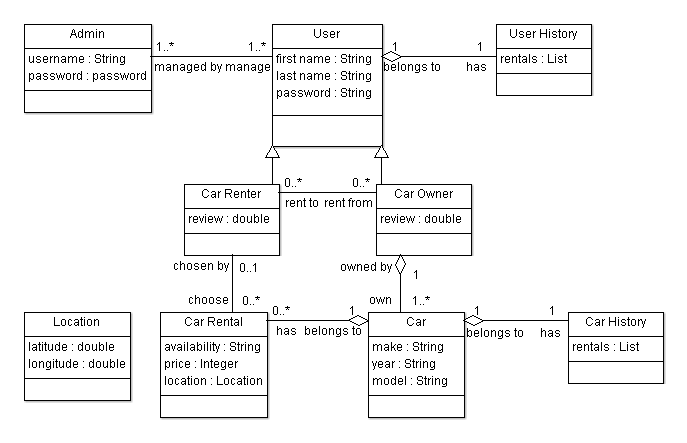 Admin
username : String
password : password
1..*
1..*
managed by
manage
User
first name : String
last name : String
password : String
1
1
belongs to
has
User History
rentals : List
Car Renter
review : double
0..*
0..*
rent to
rent from
Car Owner
review : double
chosen by
0..1
choose
0..*
owned by
1
own
1..*
Location
latitude : double
longitude : double
Car Rental
availability : String
price : Integer
location : Location
0..*
1
has
belongs to
Car
make : String
year : String
model : String
1
1
belongs to
has
Car History
rentals : List